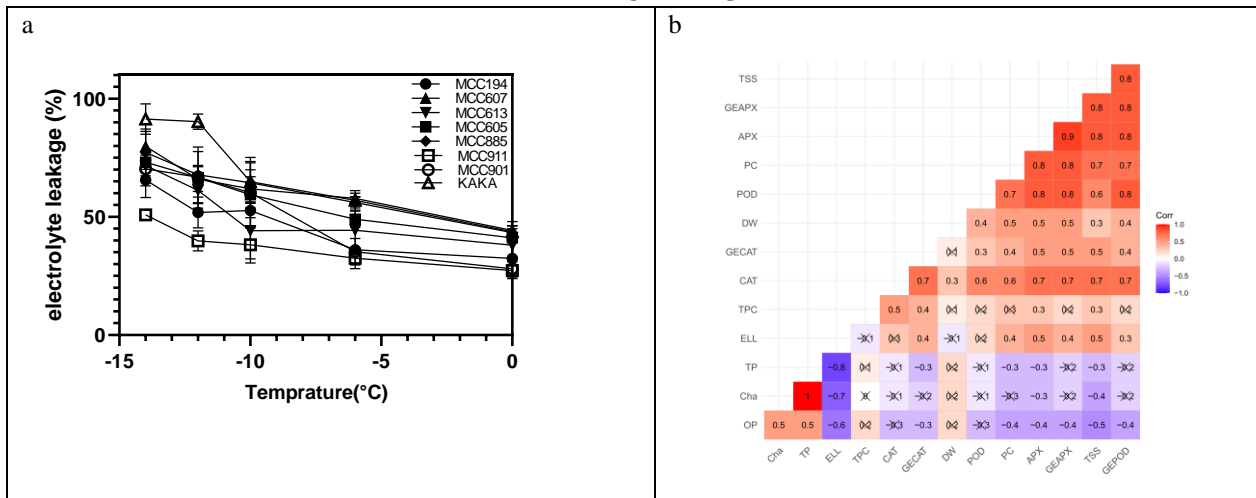 a
electrolyte leakage (%)
100
50
0
-15
-10
-5
0
Temprature(°C)
MCC194
MCC607
MCC613
MCC605
MCC885
MCC911
MCC901
KAKA
b
TSS 0.8
GEAPX 0.8 0.8
APX 0.9 0.8 0.8
PC 0.8 0.8 0.7 0.7
POD 0.7 0.8 0.8 0.6 0.8
DW 0.4 0.5 0.5 0.5 0.3 0.4
GECAT 0.3 0.4 0.5 0.5 0.5 0.4
CAT 0.7 0.3 0.6 0.6 0.7 0.7 0.7 0.7
TPC 0.5 0.4 0.3 0.3
ELL 0.4 0.4 0.5 0.4 0.5 0.3
TP −0.8 −0.3 −0.3 −0.3 −0.3
Cha 1 −0.7 −0.3 −0.4
OP 0.5 0.5 −0.6 −0.3 −0.4 −0.4 −0.4 −0.5 −0.4
Cha TP ELL TPC CAT GECAT DW POD PC APX GEAPX TSS GEPOD
Corr
1.0
0.5
0.0
−0.5
−1.0